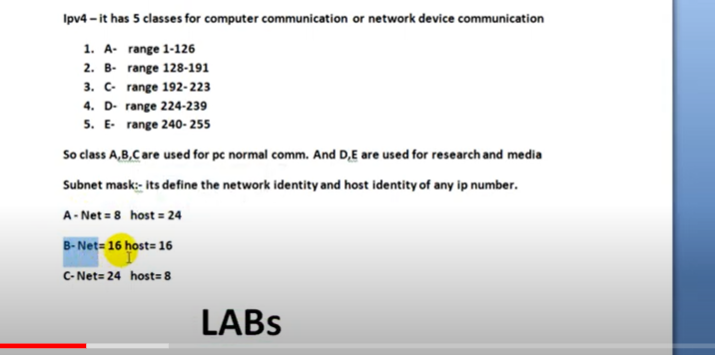 Ipv4 – it has 5 classes for computer communication or network device communication
1. A- range 1-126
2. B- range 128-191
3. C- range 192-223
4. D- range 224-239
5. E- range 240-255
So class A,B,C are used for pc normal comm. And D,E are used for research and media
Subnet mask:- its define the network identity and host identity of any ip number.
A - Net = 8 host = 24
B- Net= 16 host= 16
C- Net= 24 host= 8
LABs